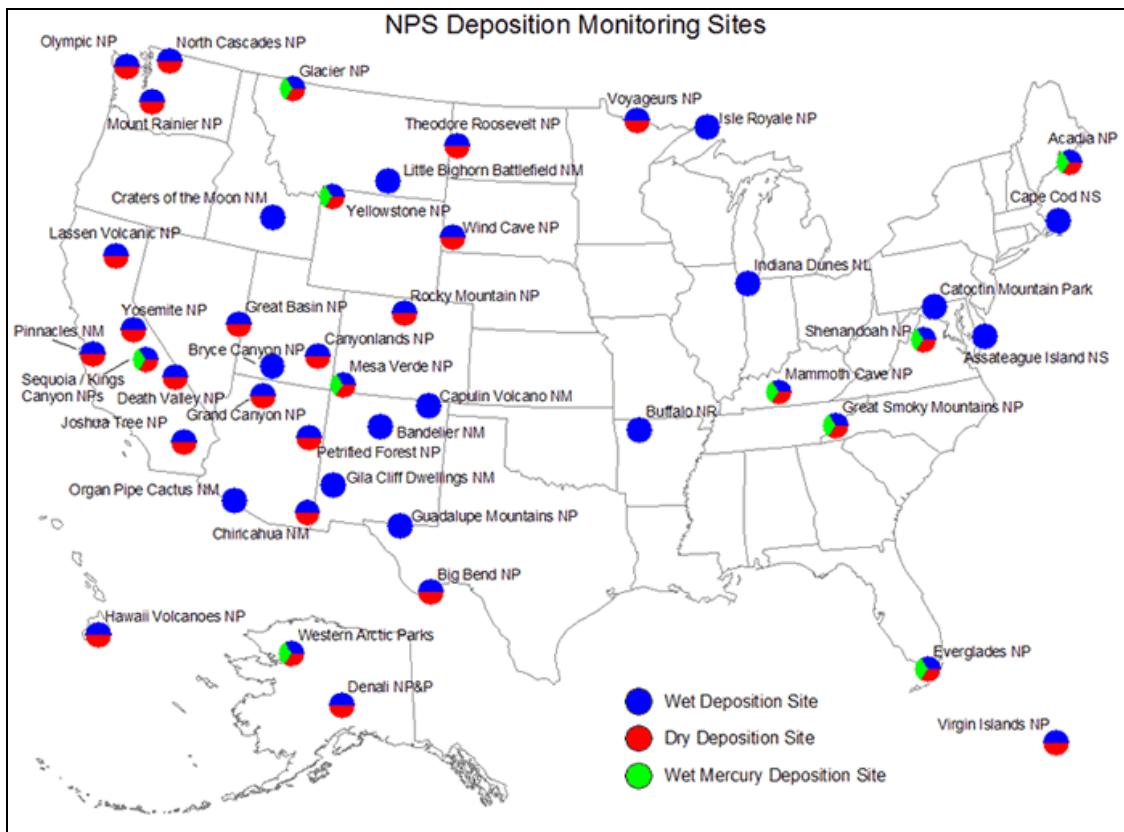 NPS Deposition Monitoring Sites
Olympic NP
North Cascades NP
Glacier NP
Mount Rainier NP
Voyageurs NP
Isle Royale NP
Theodore Roosevelt NP
Acadia NP
Little Bighorn Battlefield NM
Craters of the Moon NM
Yellowstone NP
Cape Cod NS
Lassen Volcanic NP
Wind Cave NP
Indiana Dunes NL
Catoctin Mountain Park
Yosemite NP
Great Basin NP
Rocky Mountain NP
Pinnacles NM
Bryce Canyon NP
Canyonlands NP
Shenandoah NP
Assateague Island NS
Mesa Verde NP
Mammoth Cave NP
Sequoia / Kings
Canyon NPs
Death Valley NP
Capulin Volcano NM
Grand Canyon NP
Buffalo NR
Great Smoky Mountains NP
Joshua Tree NP
Bandelier NM
Petrified Forest NP
Gila Cliff Dwellings NM
Organ Pipe Cactus NM
Guadalupe Mountains NP
Chiricahua NM
Big Bend NP
Hawaii Volcanoes NP
Western Arctic Parks
Everglades NP
Denali NP&P
Wet Deposition Site
Virgin Islands NP
Dry Deposition Site
Wet Mercury Deposition Site